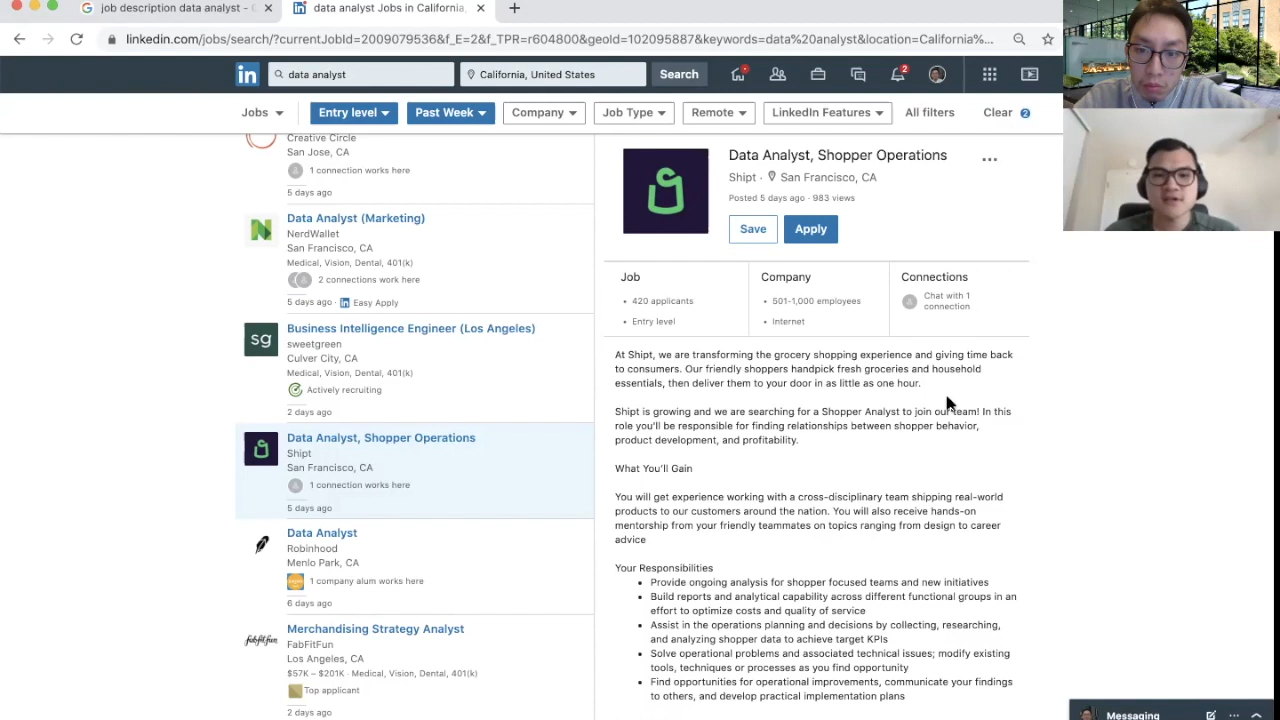 job description data analyst - G
data analyst Jobs in California,
linkedin.com/jobs/search/?currentJobId=2009079536&f_E=2&f_TPR=r604800&geoId=102095887&keywords=data%20analyst&location=California%...
in
data analyst
California, United States
Search
2
Jobs
Entry level
Past Week
Company
Job Type
Remote
LinkedIn Features
All filters
Clear
2
Creative Circle
San Jose, CA
1 connection works here
5 days ago
Data Analyst (Marketing)
NerdWallet
San Francisco, CA
Medical, Vision, Dental, 401(k)
2 connections work here
5 days ago · in Easy Apply
sg
Business Intelligence Engineer (Los Angeles)
sweetgreen
Culver City, CA
Medical, Vision, Dental, 401(k)
Actively recruiting
2 days ago
Data Analyst, Shopper Operations
Shipt
San Francisco, CA
1 connection works here
5 days ago
Data Analyst
Robinhood
Menlo Park, CA
1 company alum works here
6 days ago
fabfitfun
Merchandising Strategy Analyst
FabFitFun
Los Angeles, CA
$57K – $201K · Medical, Vision, Dental, 401(k)
Top applicant
2 days ago
Data Analyst, Shopper Operations
Shipt · San Francisco, CA
Posted 5 days ago · 983 views
Save
Apply
Job
• 420 applicants
• Entry level
Company
• 501-1,000 employees
• Internet
Connections
Chat with 1
connection
At Shipt, we are transforming the grocery shopping experience and giving time back
to consumers. Our friendly shoppers handpick fresh groceries and household
essentials, then deliver them to your door in as little as one hour.
Shipt is growing and we are searching for a Shopper Analyst to join our team! In this
role you'll be responsible for finding relationships between shopper behavior,
product development, and profitability.
What You'll Gain
You will get experience working with a cross-disciplinary team shipping real-world
products to our customers around the nation. You will also receive hands-on
mentorship from your friendly teammates on topics ranging from design to career
advice
Your Responsibilities
• Provide ongoing analysis for shopper focused teams and new initiatives
• Build reports and analytical capability across different functional groups in an
effort to optimize costs and quality of service
• Assist in the operations planning and decisions by collecting, researching,
and analyzing shopper data to achieve target KPIs
• Solve operational problems and associated technical issues; modify existing
tools, techniques or processes as you find opportunity
• Find opportunities for operational improvements, communicate your findings
to others, and develop practical implementation plans
Messaging